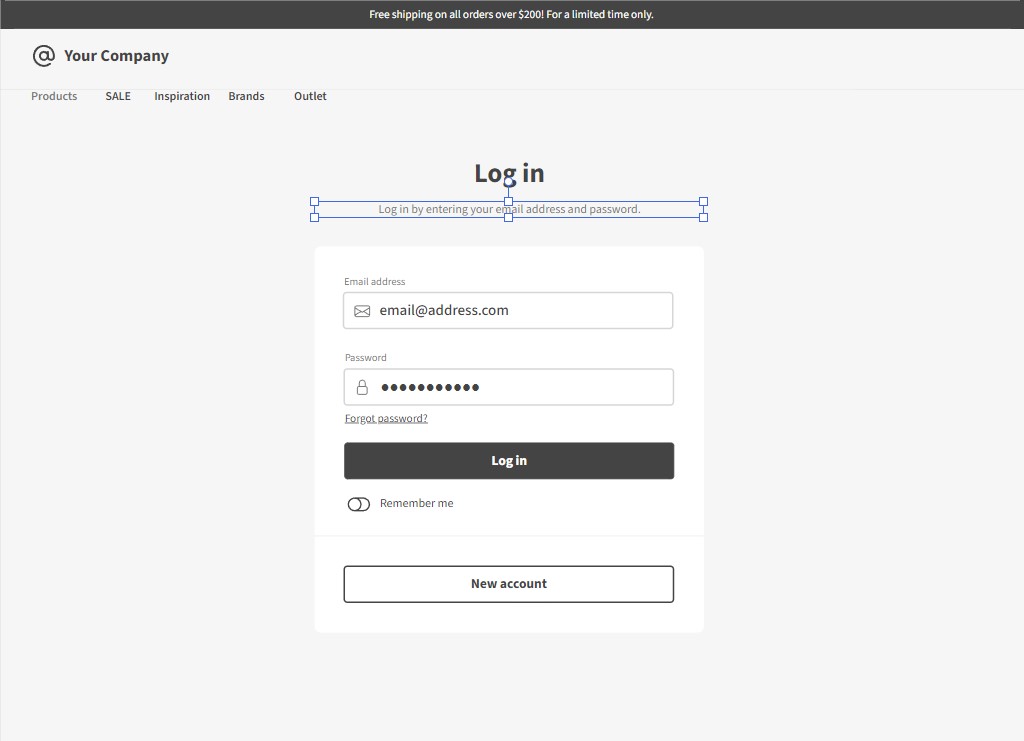 Free shipping on all orders over $200! For a limited time only.
@ Your Company
Products SALE Inspiration Brands Outlet
Log in
Log in by entering your email address and password.
Email address
email@address.com
Password
●●●●●●●●●●●
Forgot password?
Log in
Remember me
New account